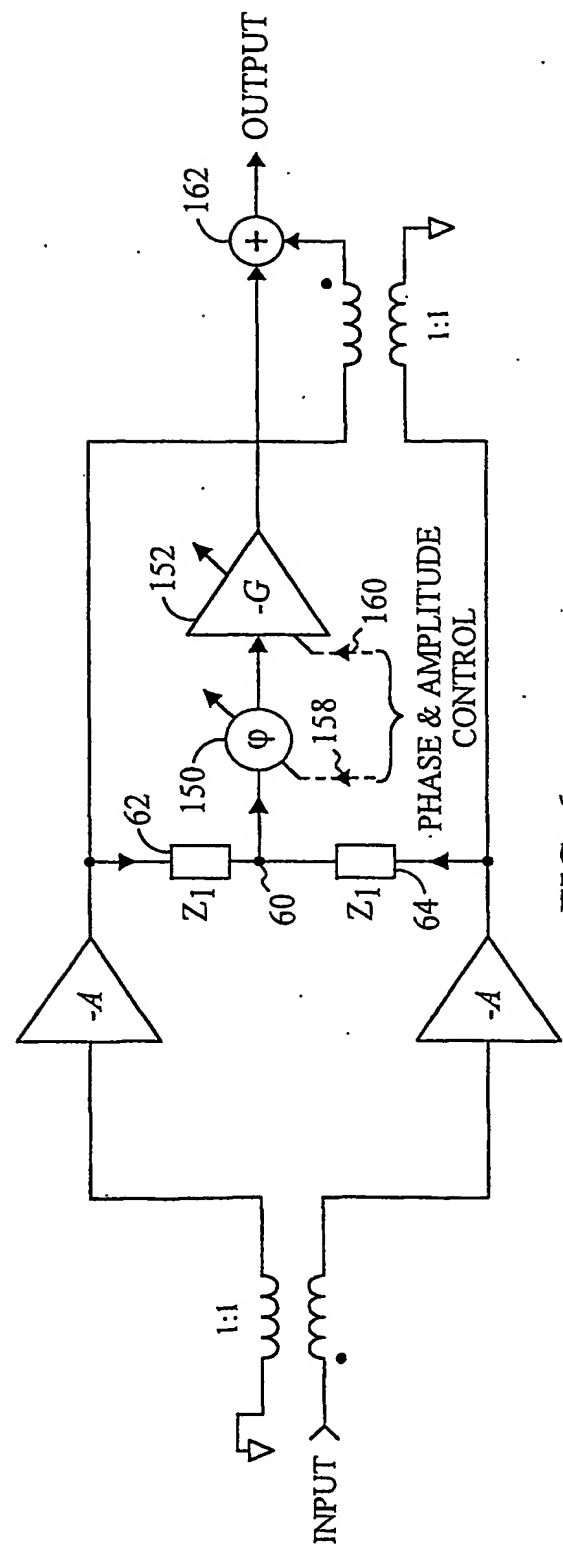 INPUT
1:1
-A
-A
62
Z1
60
Z1
64
150
φ
158
152
-G
160
PHASE & AMPLITUDE
CONTROL
162
+
OUTPUT
1:1